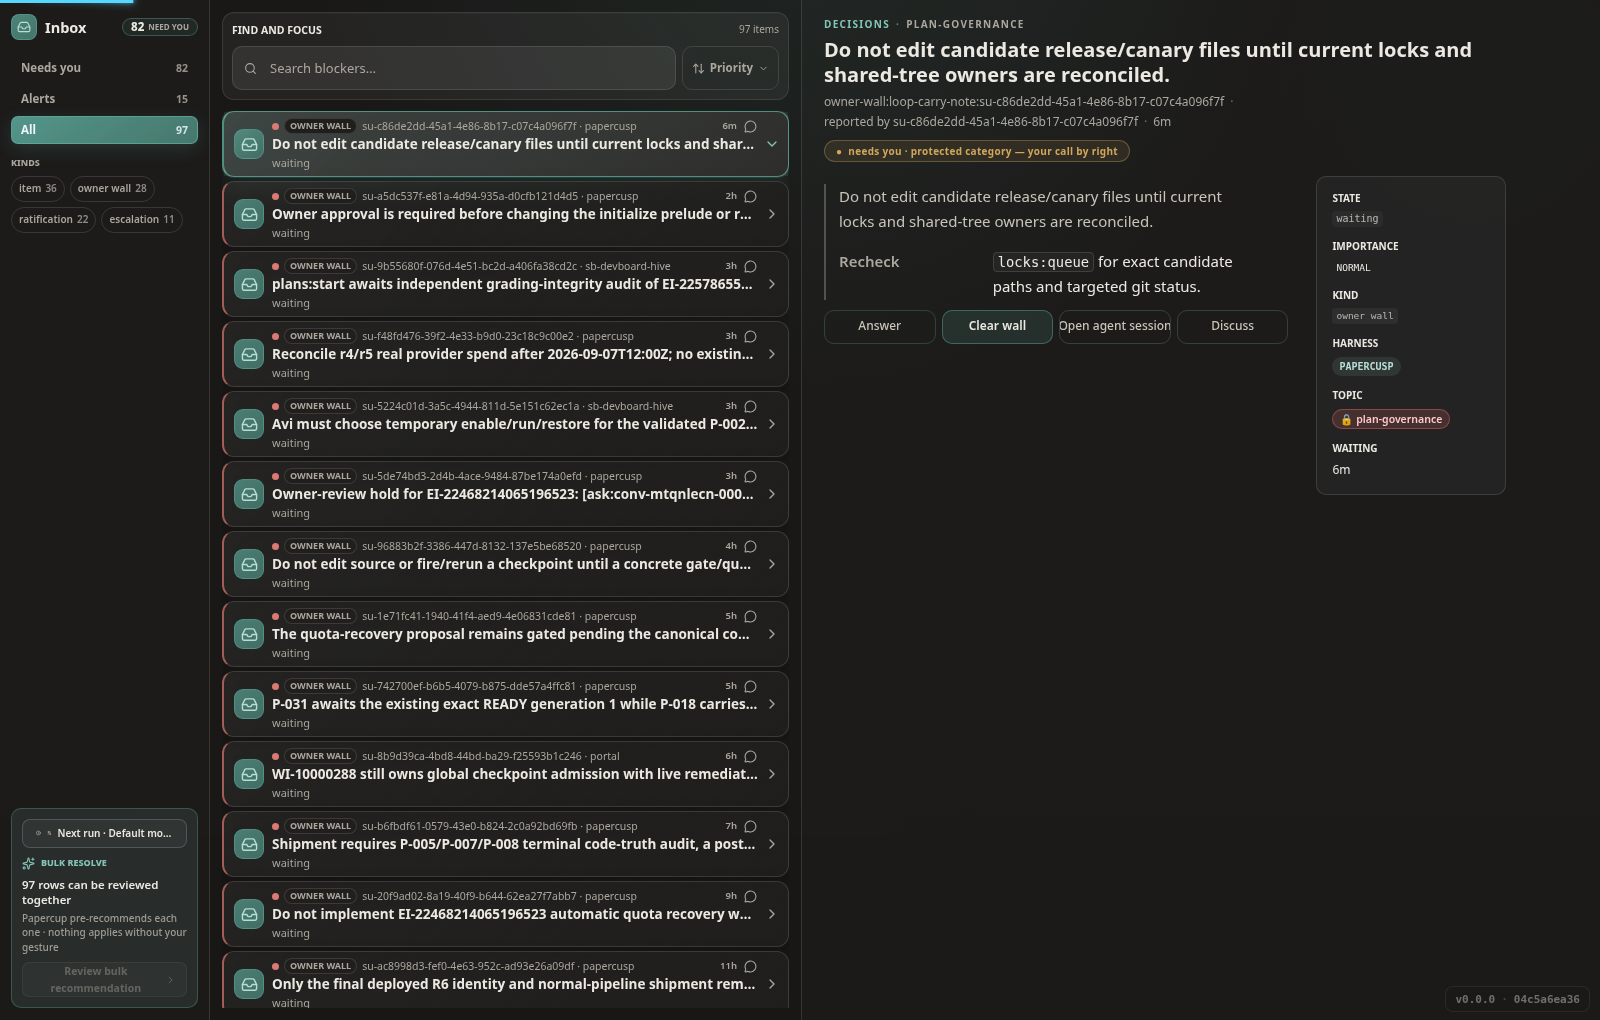 Inbox
82 NEED YOU
Needs you 82
Alerts 15
All 97
KINDS
item 36
owner wall 28
ratification 22
escalation 11
Next run · Default mo...
BULK RESOLVE
97 rows can be reviewed
together
Papercup pre-recommends each
one · nothing applies without your
gesture
Review bulk
recommendation
FIND AND FOCUS
97 items
Search blockers...
Priority
OWNER WALL su-c86de2dd-45a1-4e86-8b17-c07c4a096f7f · papercusp 6m
Do not edit candidate release/canary files until current locks and shar...
waiting
OWNER WALL su-a5dc537f-e81a-4d94-935a-d0cfb121d4d5 · papercusp 2h
Owner approval is required before changing the initialize prelude or r...
waiting
OWNER WALL su-9b55680f-076d-4e51-bc2d-a406fa38cd2c · sb-devboard-hive 3h
plans:start awaits independent grading-integrity audit of EI-22578655...
waiting
OWNER WALL su-f48fd476-39f2-4e33-b9d0-23c18c9c00e2 · papercusp 3h
Reconcile r4/r5 real provider spend after 2026-09-07T12:00Z; no existin...
waiting
OWNER WALL su-5224c01d-3a5c-4944-811d-5e151c62ec1a · sb-devboard-hive 3h
Avi must choose temporary enable/run/restore for the validated P-002...
waiting
OWNER WALL su-5de74bd3-2d4b-4ace-9484-87be174a0efd · papercusp 3h
Owner-review hold for EI-22468214065196523: [ask:conv-mtqnlecn-000...
waiting
OWNER WALL su-96883b2f-3386-447d-8132-137e5be68520 · papercusp 4h
Do not edit source or fire/rerun a checkpoint until a concrete gate/qu...
waiting
OWNER WALL su-1e71fc41-1940-41f4-aed9-4e06831cde81 · papercusp 5h
The quota-recovery proposal remains gated pending the canonical co...
waiting
OWNER WALL su-742700ef-b6b5-4079-b875-dde57a4ffc81 · papercusp 5h
P-031 awaits the existing exact READY generation 1 while P-018 carries...
waiting
OWNER WALL su-8b9d39ca-4bd8-44bd-ba29-f25593b1c246 · portal 6h
WI-10000288 still owns global checkpoint admission with live remediat...
waiting
OWNER WALL su-b6fbdf61-0579-43e0-b824-2c0a92bd69fb · papercusp 7h
Shipment requires P-005/P-007/P-008 terminal code-truth audit, a post...
waiting
OWNER WALL su-20f9ad02-8a19-40f9-b644-62ea27f7abb7 · papercusp 9h
Do not implement EI-22468214065196523 automatic quota recovery w...
waiting
OWNER WALL su-ac8998d3-fef0-4e63-952c-ad93e26a09df · papercusp 11h
Only the final deployed R6 identity and normal-pipeline shipment rem...
waiting
DECISIONS · PLAN-GOVERNANCE
Do not edit candidate release/canary files until current locks and
shared-tree owners are reconciled.
owner-wall:loop-carry-note:su-c86de2dd-45a1-4e86-8b17-c07c4a096f7f ·
reported by su-c86de2dd-45a1-4e86-8b17-c07c4a096f7f · 6m
needs you · protected category — your call by right
Do not edit candidate release/canary files until current
locks and shared-tree owners are reconciled.
Recheck locks:queue for exact candidate
paths and targeted git status.
Answer
Clear wall
Open agent session
Discuss
STATE
waiting
IMPORTANCE
NORMAL
KIND
owner wall
HARNESS
PAPERCUSP
TOPIC
🔒 plan-governance
WAITING
6m
v0.0.0 · 04c5a6ea36